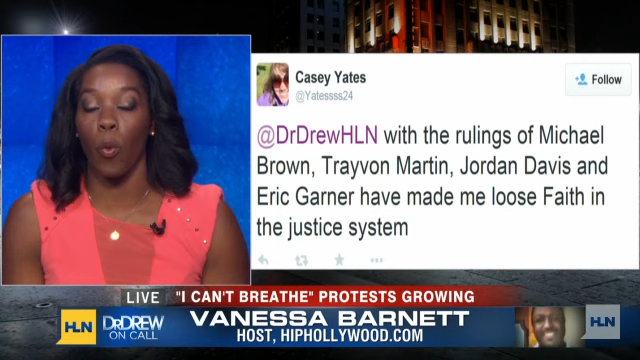 Casey Yates
@Yatessss24
Follow
@DrDrewHLN with the rulings of Michael
Brown, Trayvon Martin, Jordan Davis and
Eric Garner have made me loose Faith in
the justice system
LIVE "I CAN'T BREATHE" PROTESTS GROWING
HLN DR.DREW ON CALL
VANESSA BARNETT
HOST, HIPHOLLYWOOD.COM
HLN